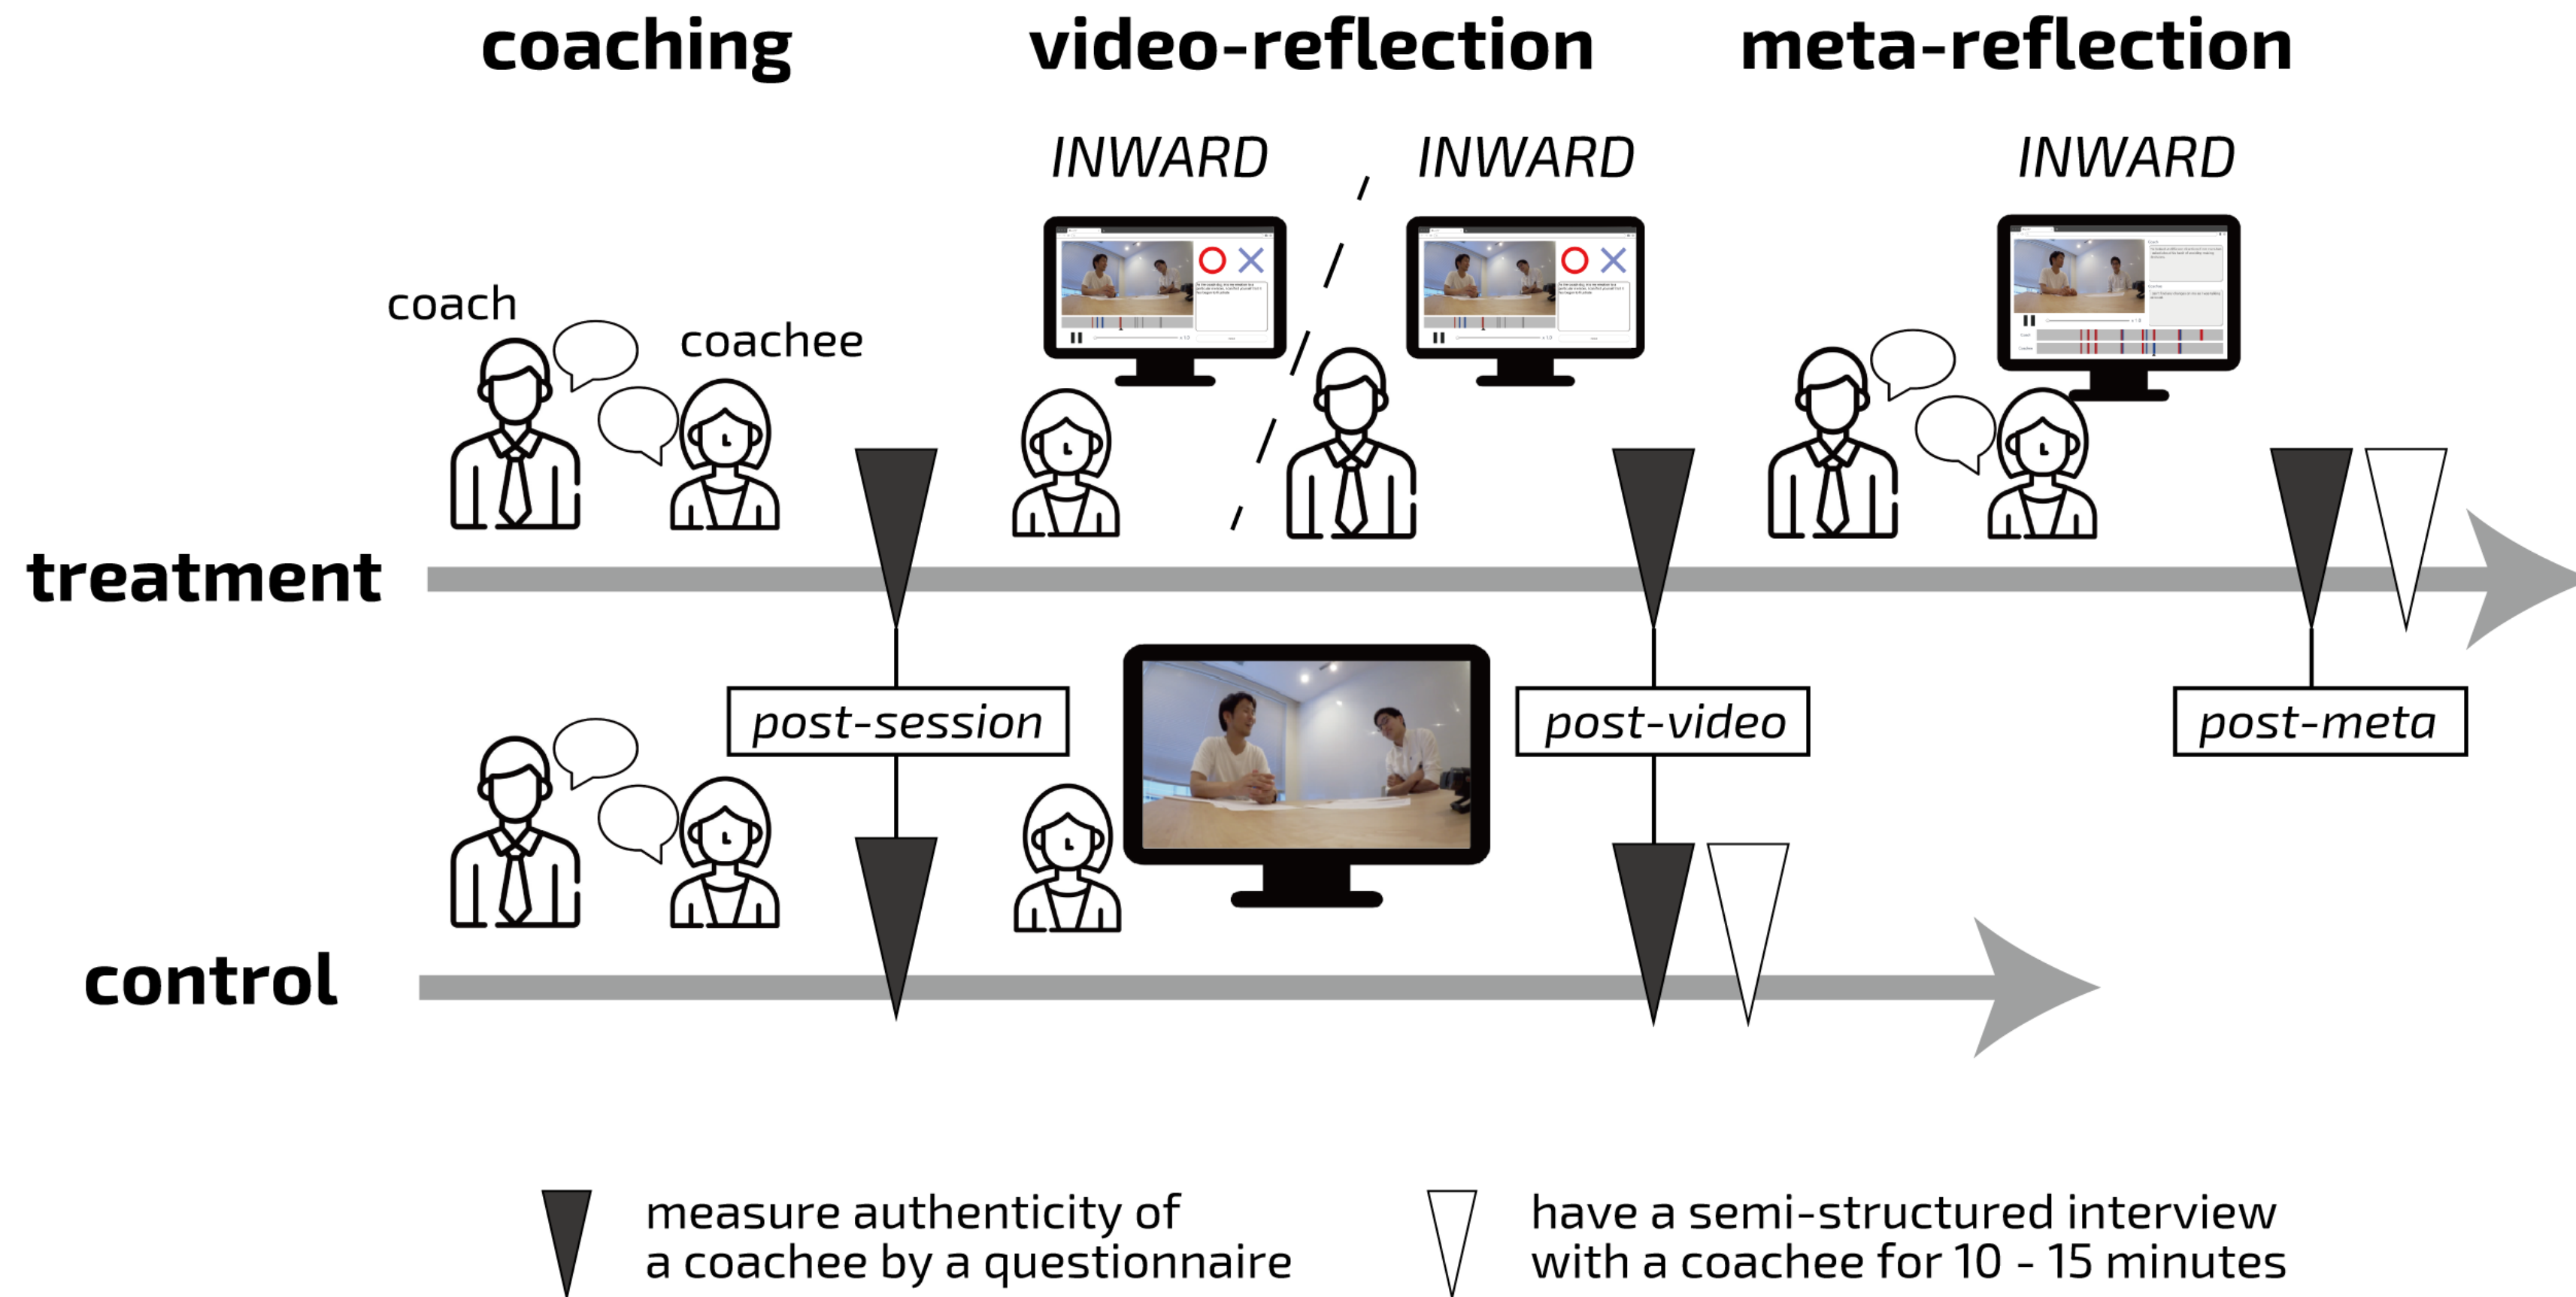 coaching
video-reflection
meta-reflection
INWARD
INWARD
INWARD
coach
coachee
treatment
post-session
post-video
post-meta
control
measure authenticity of
a coachee by a questionnaire
have a semi-structured interview
with a coachee for 10 - 15 minutes